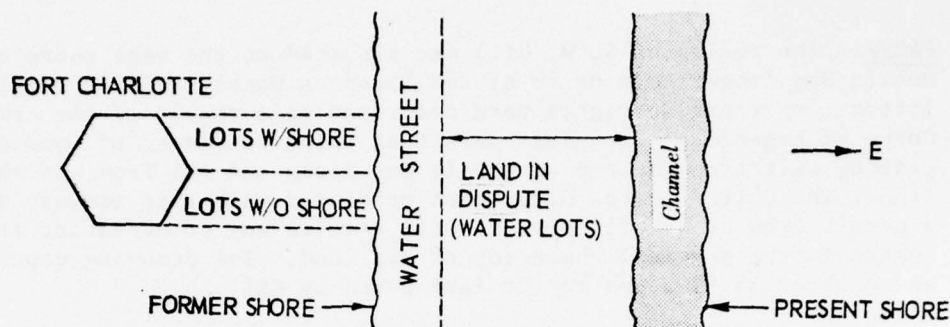 FORT CHARLOTTE
LOTS W/SHORE
LOTS W/O SHORE
WATER STREET
LAND IN
DISPUTE
(WATER LOTS)
Channel
E
FORMER SHORE
PRESENT SHORE